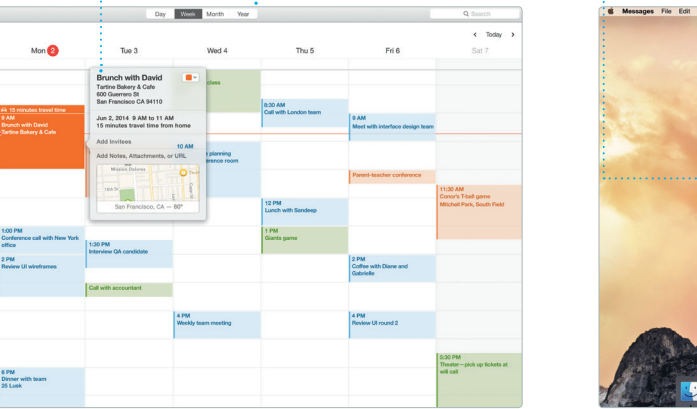 Day Week Month Year
Search
Today
Mon 2
Tue 3
Wed 4
Thu 5
Fri 6
Sat 7
15 minutes travel time
9 AM
Brunch with David
Tartine Bakery & Cafe
1:00 PM
Conference call with New York
office
2 PM
Review UI wireframes
6 PM
Dinner with team
25 Lusk
Brunch with David
Tartine Bakery & Cafe
600 Guerrero St
San Francisco CA 94110
Jun 2, 2014 9 AM to 11 AM
15 minutes travel time from home
Add Invitees
Add Notes, Attachments, or URL
Mission Dolores
San Francisco, CA — 60°
1:30 PM
Interview QA candidate
Call with accountant
class
10 AM
planning
4 PM
Weekly team meeting
8:30 AM
Call with London team
12 PM
Lunch with Sandeep
1 PM
Giants game
9 AM
Meet with interface design team
Parent-teacher conference
2 PM
Coffee with Diane and
Gabrielle
4 PM
Review UI round 2
11:30 AM
Conor's T-ball game
Mitchell Park, South Field
5:30 PM
Theater—pick up tickets at
will call
Messages File Edit